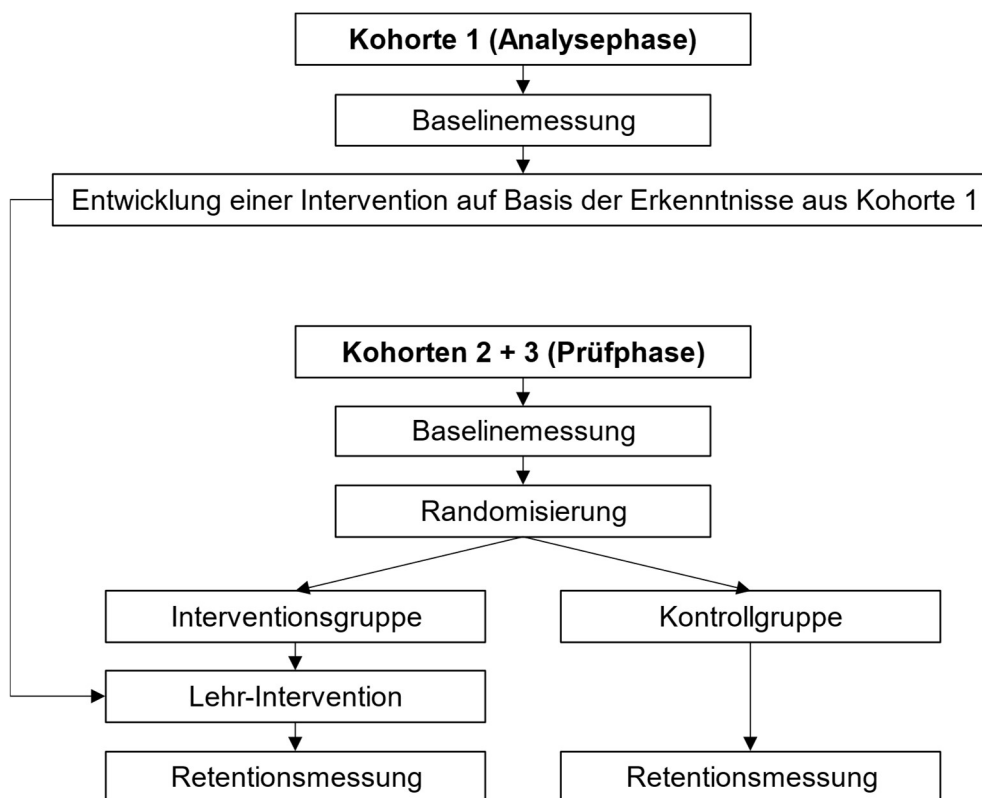 Kohorte 1 (Analysephase)
Baselinemessung
Entwicklung einer Intervention auf Basis der Erkenntnisse aus Kohorte 1
Kohorten 2 + 3 (Prüfphase)
Baselinemessung
Randomisierung
Interventionsgruppe
Kontrollgruppe
Lehr-Intervention
Retentionsmessung
Retentionsmessung